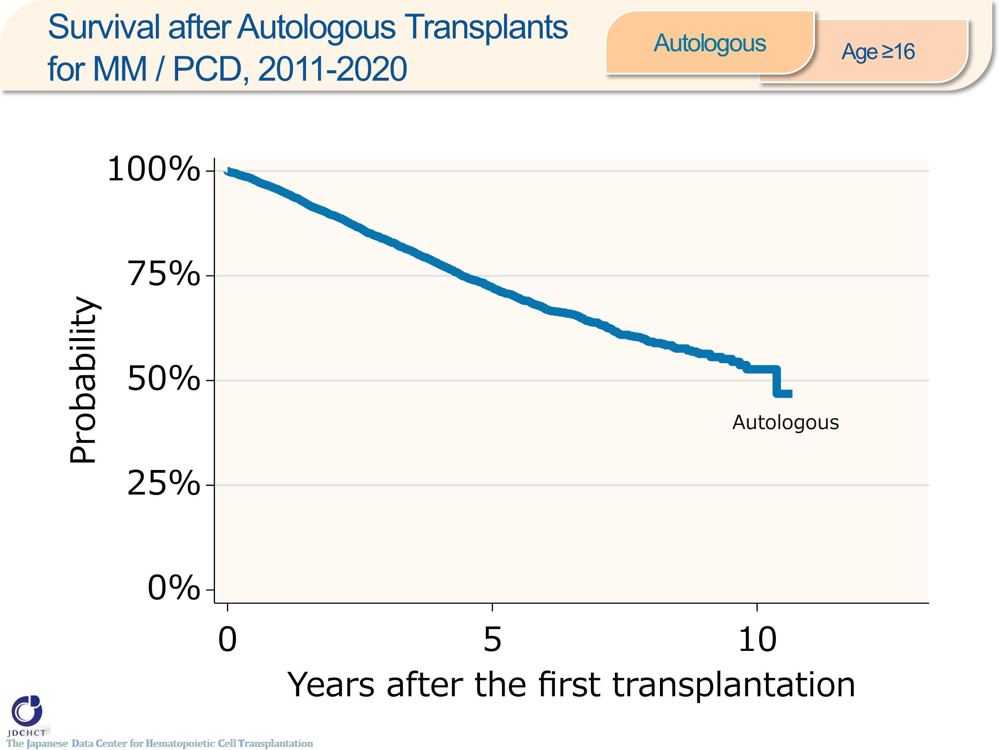 Survival after Autologous Transplants
for MM / PCD, 2011-2020
Autologous
Age ≥16
100%
75%
50%
25%
0%
Probability
Autologous
0
5
10
Years after the first transplantation
JDCHCT
The Japanese Data Center for Hematopoietic Cell Transplantation